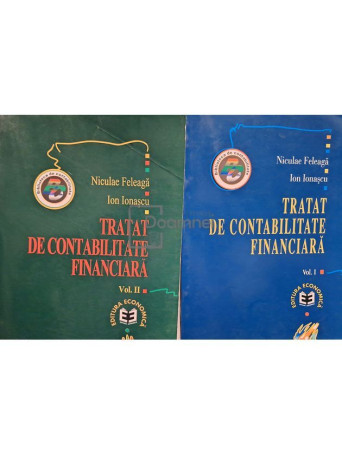 Niculae Feleagă
Ion Ionașcu
TRATAT
DE CONTABILITATE
FINANCIARĂ
Vol. II
EDITURA ECONOMICĂ
Niculae Feleagă
Ion Ionașcu
TRATAT
DE CONTABILITATE
FINANCIARĂ
Vol. I
EDITURA ECONOMICĂ